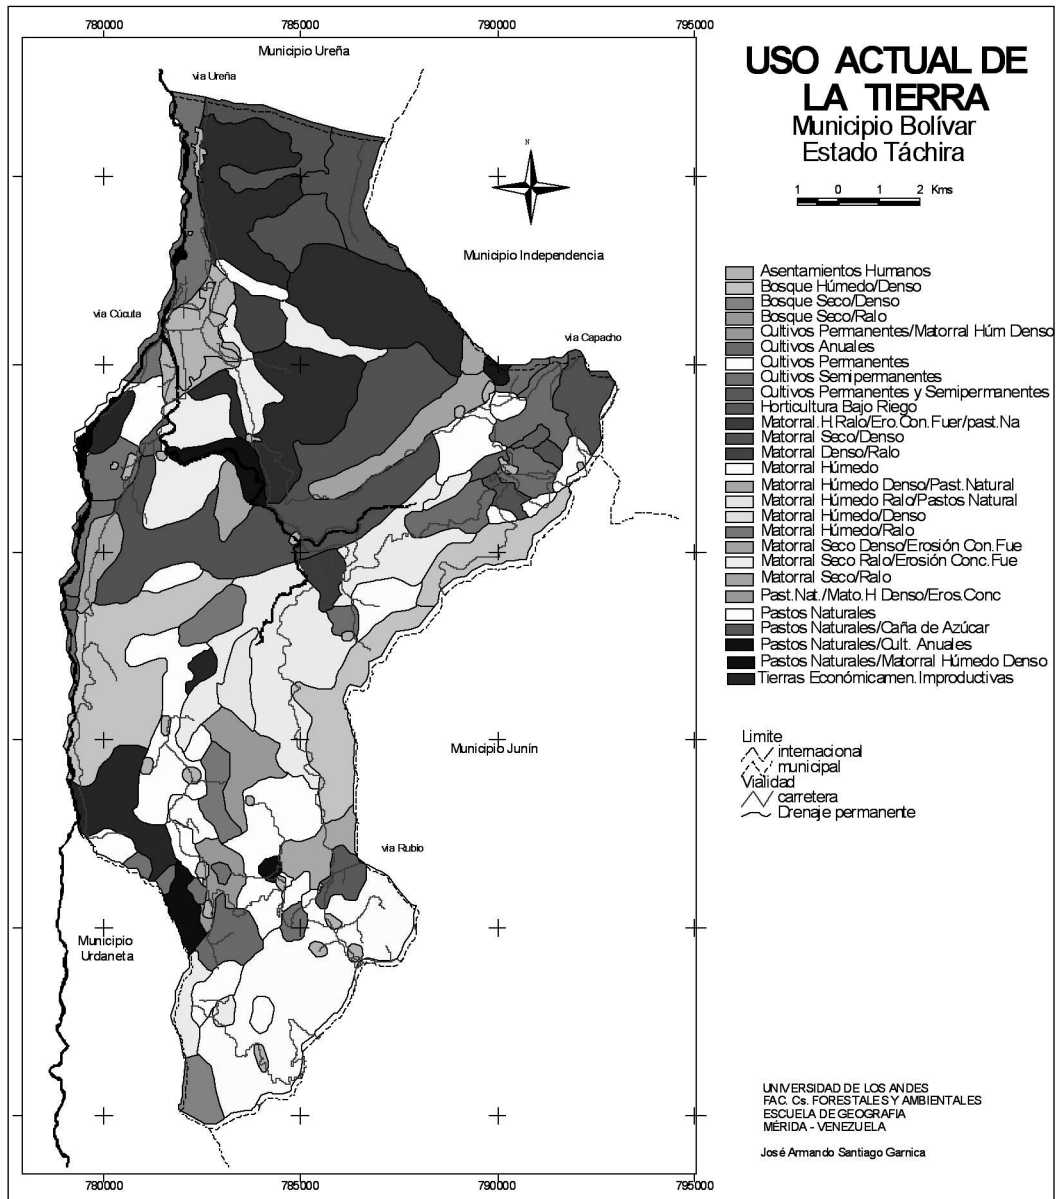 780000
785000
790000
795000
Municipio Ureña
via Ureña
USO ACTUAL DE
LA TIERRA
Municipio Bolívar
Estado Táchira
N
1 0 1 2 Kms
Municipio Independencia
via Cúcuta
via Capacho
Asentamientos Humanos
Bosque Húmedo/Denso
Bosque Seco/Denso
Bosque Seco/Ralo
Cultivos Permanentes/Matorral Húm Denso
Cultivos Anuales
Cultivos Permanentes
Cultivos Semipermanentes
Cultivos Permanentes y Semipermanentes
Horticultura Bajo Riego
Matorral.H.Ralo/Ero.Con.Fuer/past.Na
Matorral Seco/Denso
Matorral Denso/Ralo
Matorral Húmedo
Matorral Húmedo Denso/Past.Natural
Matorral Húmedo Ralo/Pastos Natural
Matorral Húmedo/Denso
Matorral Húmedo/Ralo
Matorral Seco Denso/Erosión Con.Fue
Matorral Seco Ralo/Erosión Conc.Fue
Matorral Seco/Ralo
Past.Nat./Mato.H Denso/Eros.Conc
Pastos Naturales
Pastos Naturales/Caña de Azúcar
Pastos Naturales/Cult. Anuales
Pastos Naturales/Matorral Húmedo Denso
Tierras Económicamen.Improductivas
Limite
internacional
municipal
Vialidad
carretera
Drenaje permanente
Municipio Junín
via Rubio
Municipio
Urdaneta
UNIVERSIDAD DE LOS ANDES
FAC. Cs. FORESTALES Y AMBIENTALES
ESCUELA DE GEOGRAFIA
MÉRIDA - VENEZUELA
José Armando Santiago Garnica
780000
785000
790000
795000